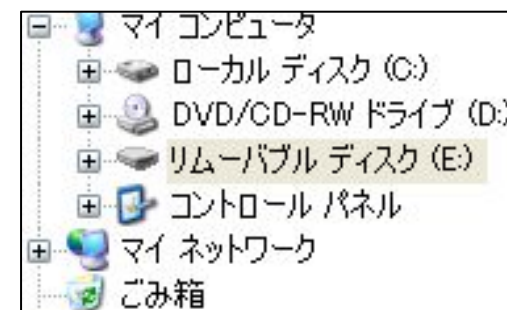 マイ コンピュータ
ローカル ディスク (C:)
DVD/CD-RW ドライブ (D:)
リムーバブル ディスク (E:)
コントロール パネル
マイ ネットワーク
ごみ箱